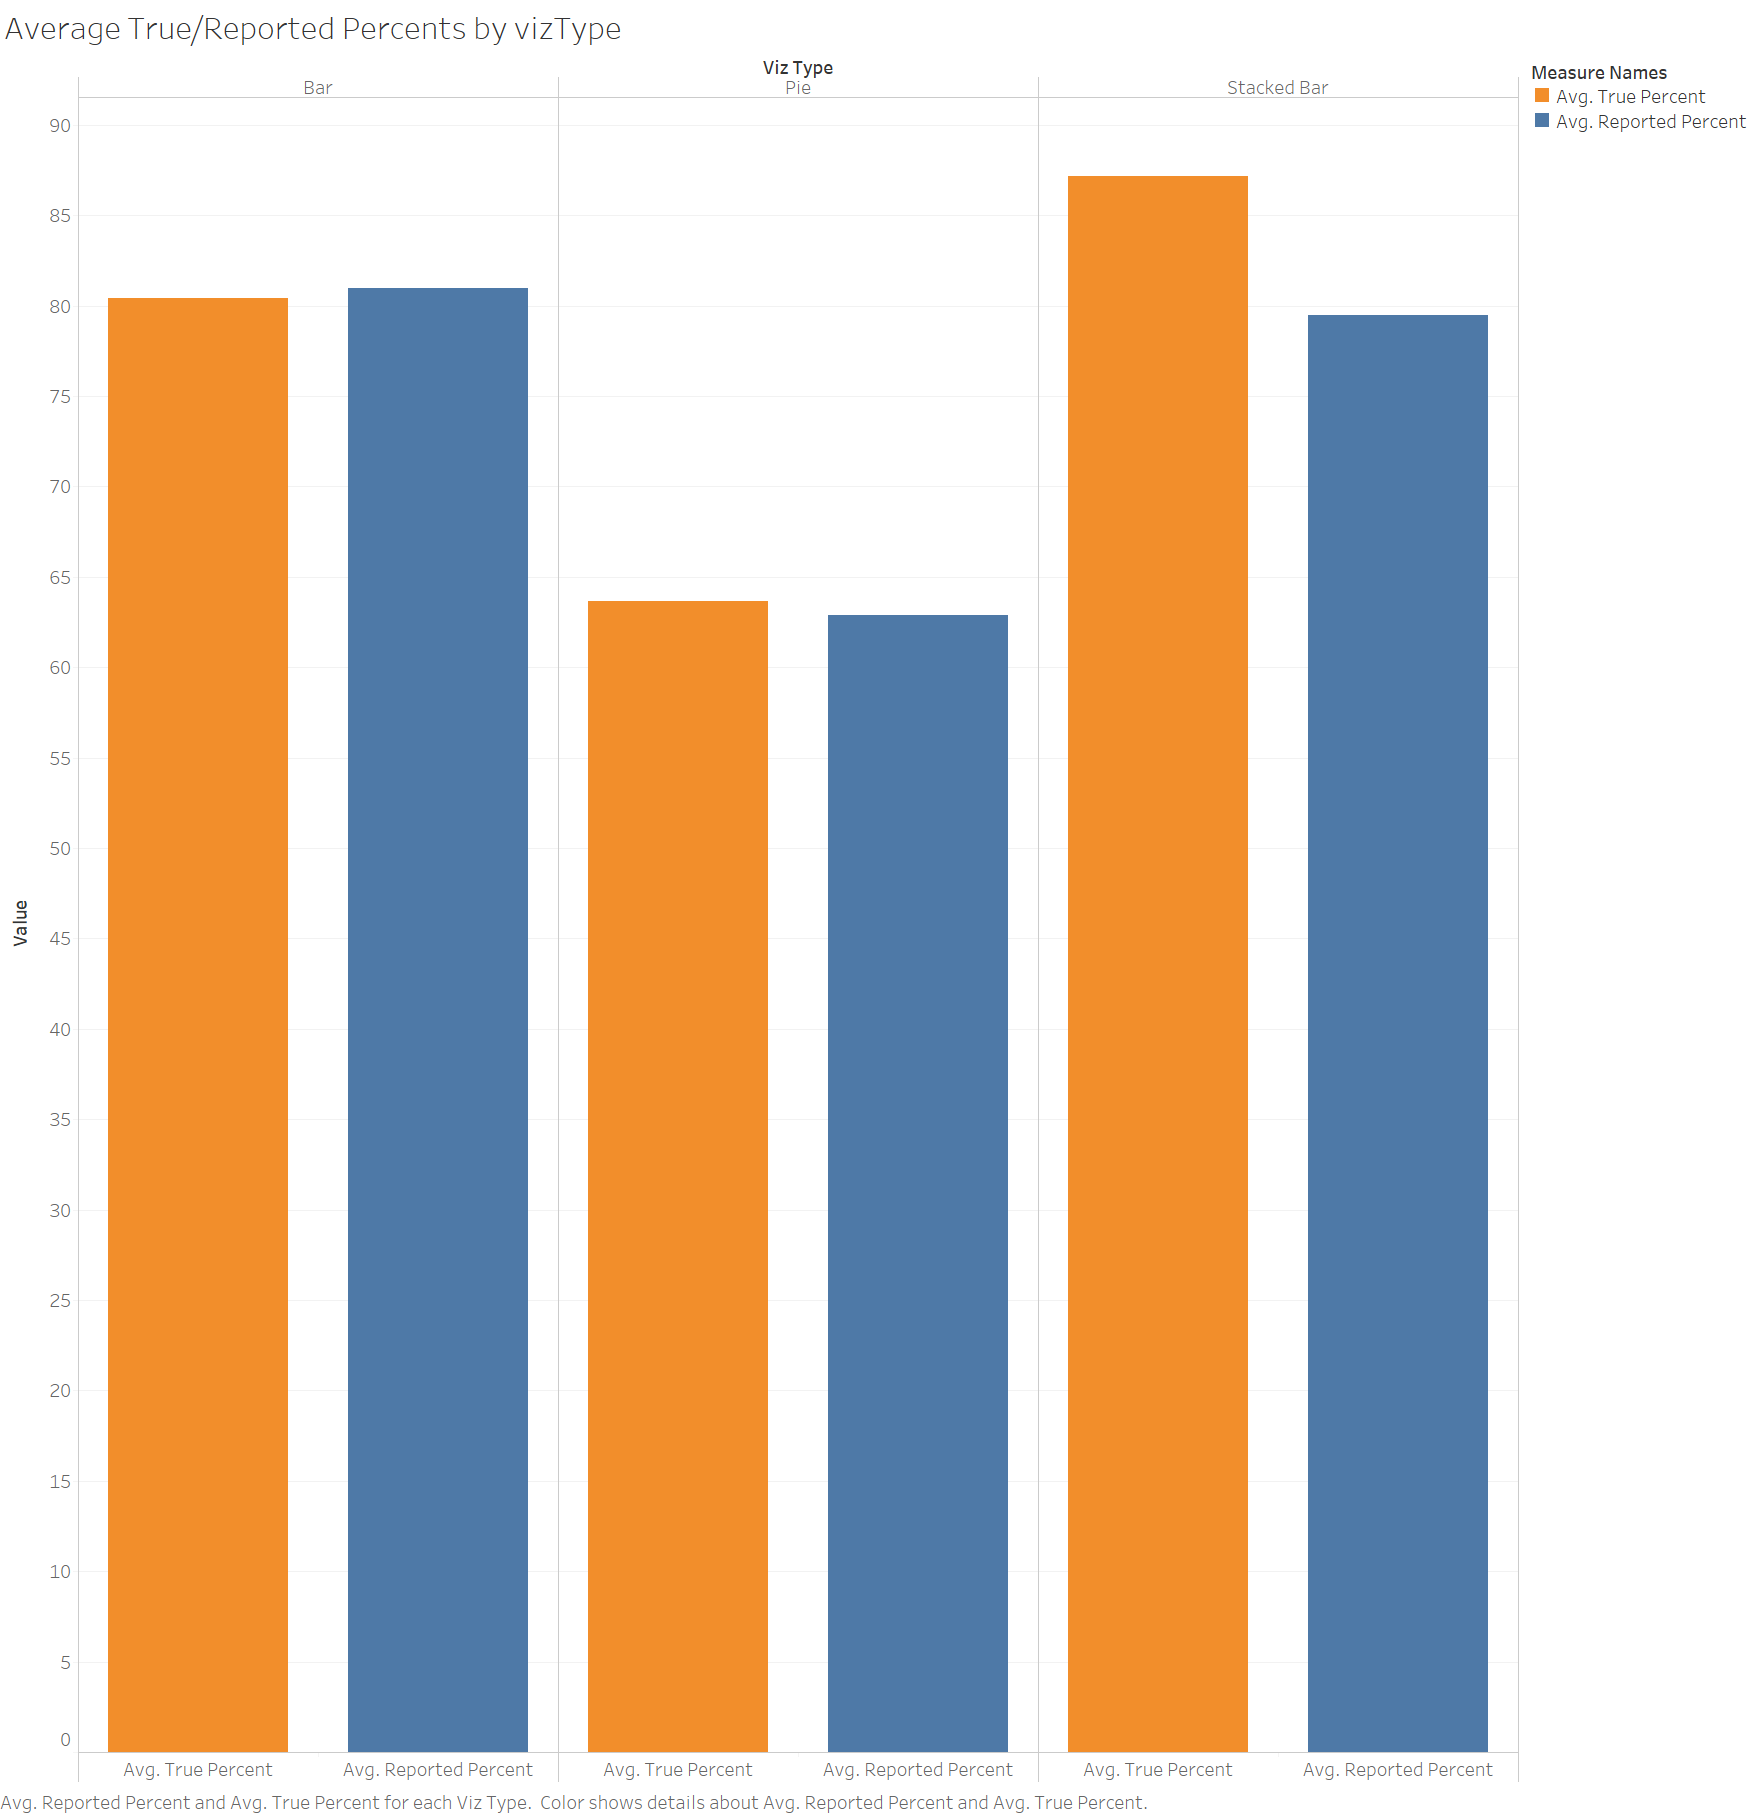 Average True/Reported Percents by vizType
Viz Type
Bar Pie Stacked Bar
Measure Names
Avg. True Percent
Avg. Reported Percent
90
85
80
75
70
65
60
55
50
45
40
35
30
25
20
15
10
5
0
Value
Avg. True Percent Avg. Reported Percent Avg. True Percent Avg. Reported Percent Avg. True Percent Avg. Reported Percent
Avg. Reported Percent and Avg. True Percent for each Viz Type.  Color shows details about Avg. Reported Percent and Avg. True Percent.